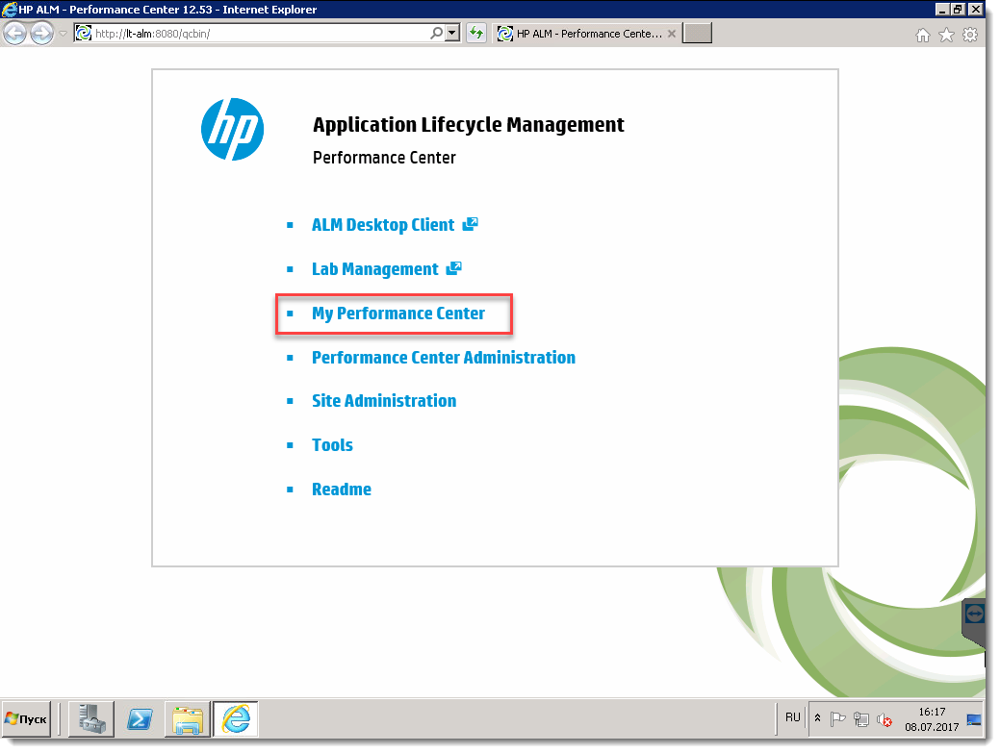 HP ALM - Performance Center 12.53 - Internet Explorer
http://lt-alm:8080/qcbin/
HP ALM - Performance Cente...
hp
Application Lifecycle Management
Performance Center
ALM Desktop Client
Lab Management
My Performance Center
Performance Center Administration
Site Administration
Tools
Readme
Пуск
RU
16:17
08.07.2017